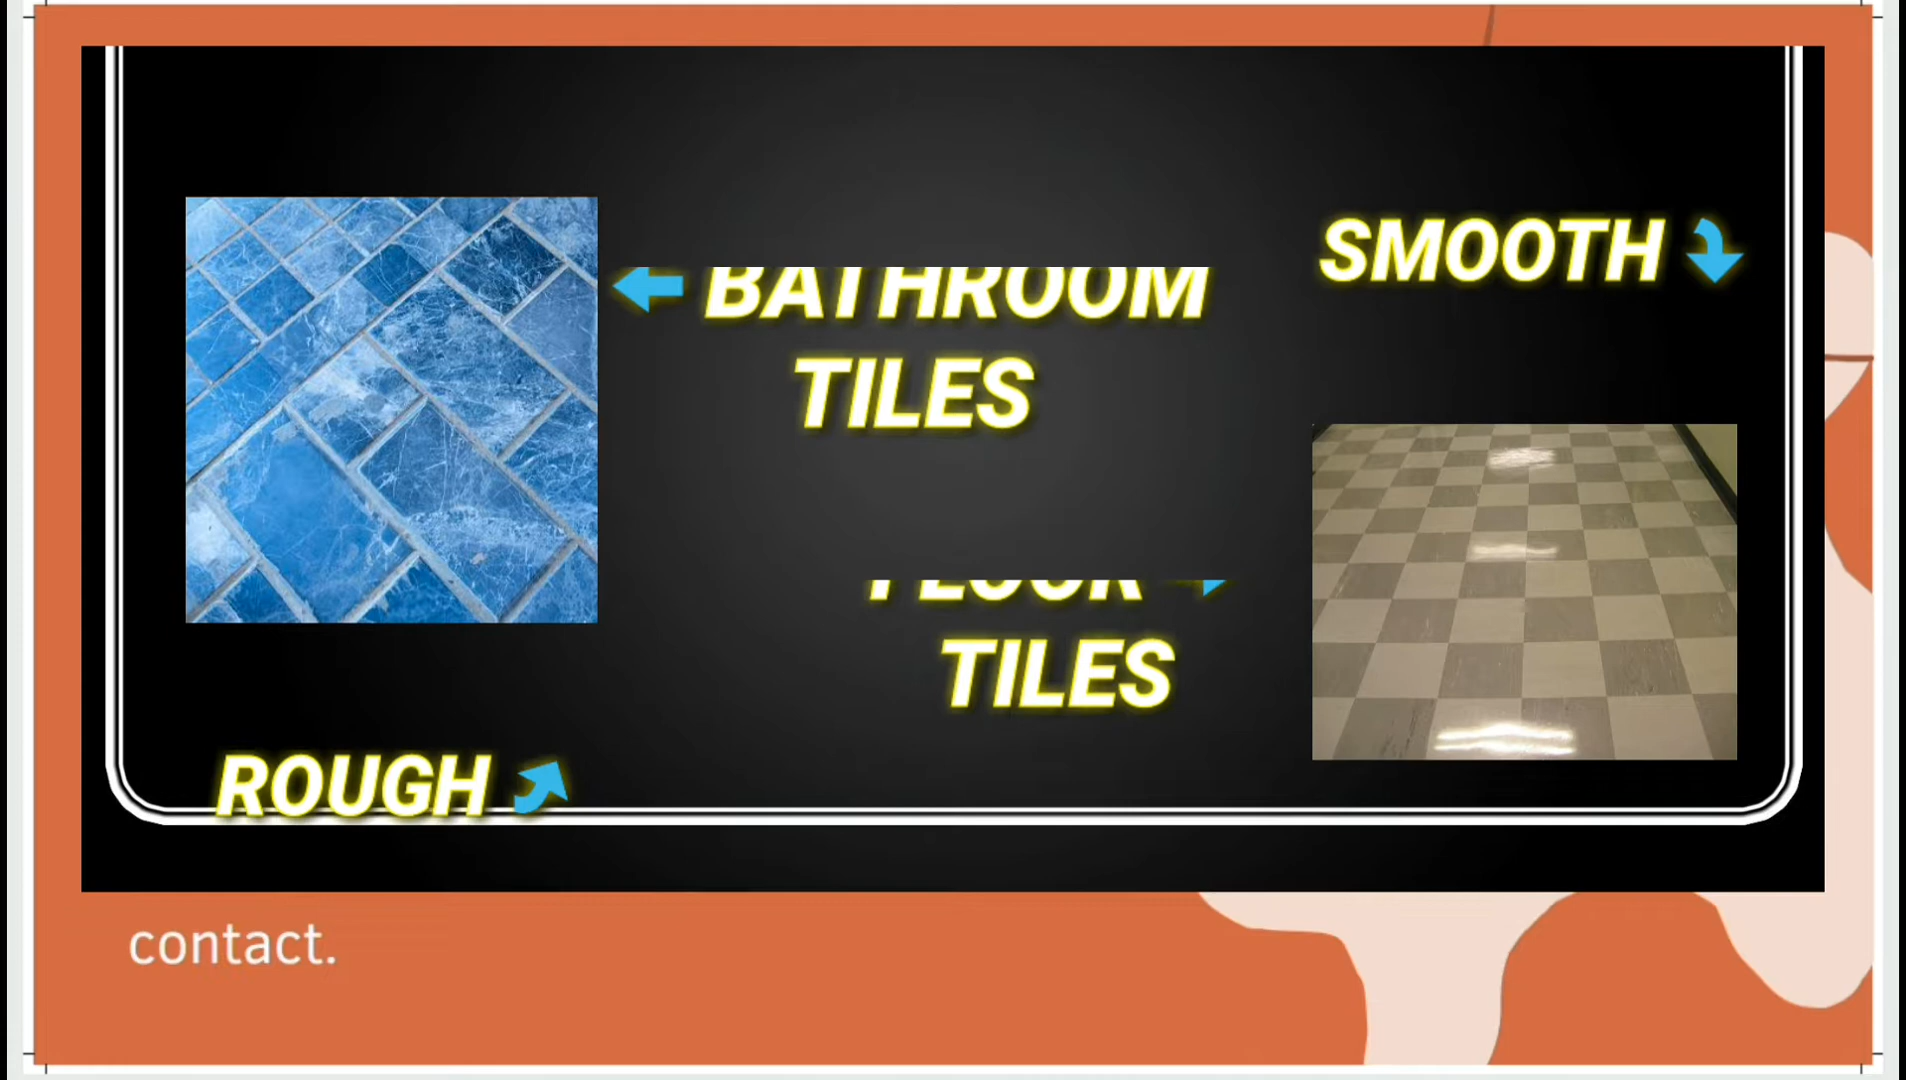 SMOOTH
BATHROOM
TILES
FLOOR
TILES
ROUGH
contact.